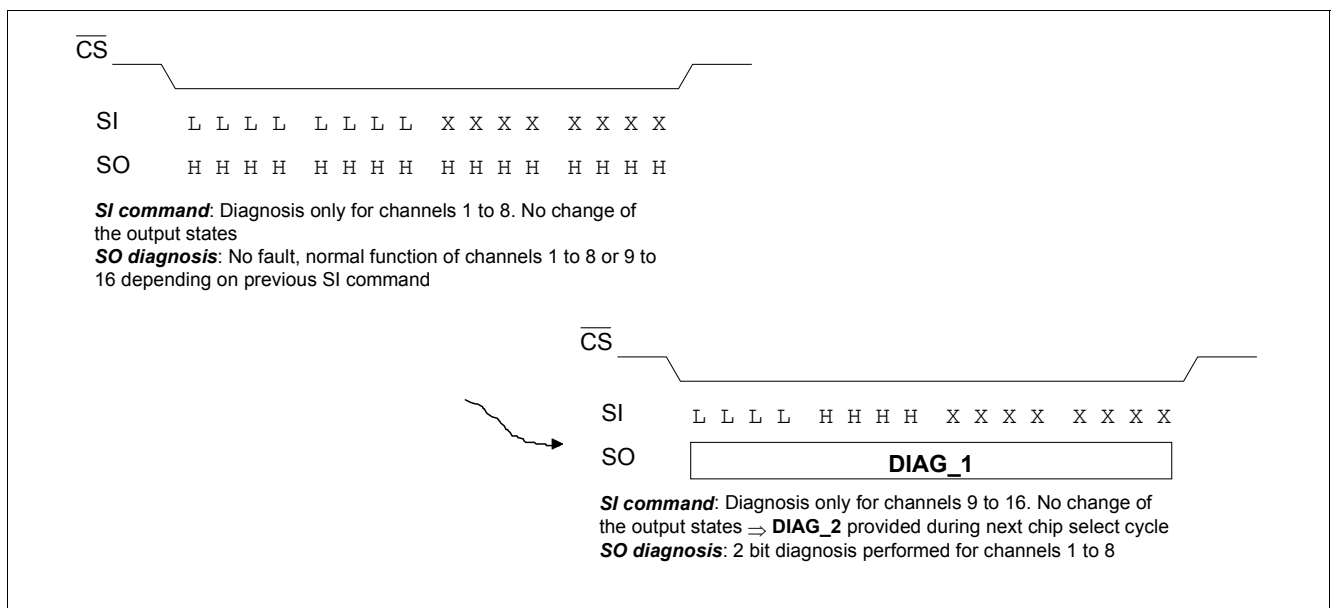 CS
SI L L L L L L L L X X X X X X X X
SO H H H H H H H H H H H H H H H H
SI command: Diagnosis only for channels 1 to 8. No change of
the output states
SO diagnosis: No fault, normal function of channels 1 to 8 or 9 to
16 depending on previous SI command
CS
SI L L L L H H H H X X X X X X X X
SO DIAG_1
SI command: Diagnosis only for channels 9 to 16. No change of
the output states ⇒ DIAG_2 provided during next chip select cycle
SO diagnosis: 2 bit diagnosis performed for channels 1 to 8